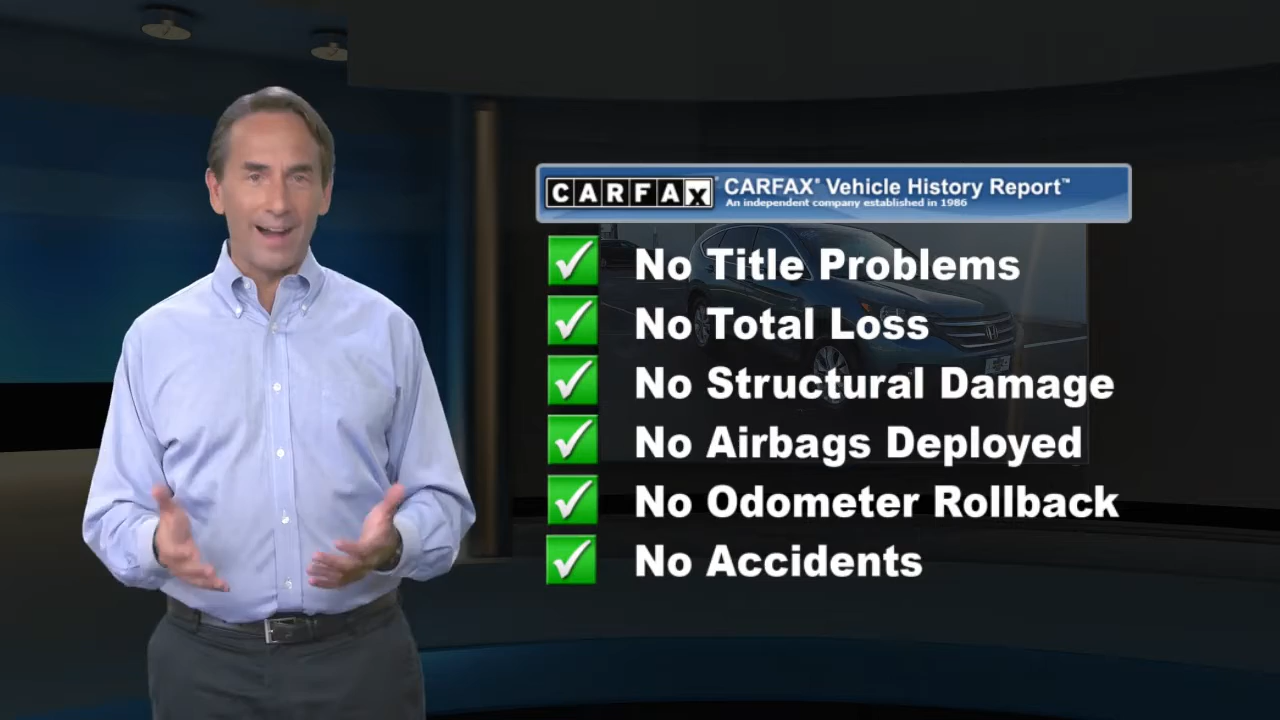 CARFAX® CARFAX® Vehicle History Report™
An independent company established in 1986
No Title Problems
No Total Loss
No Structural Damage
No Airbags Deployed
No Odometer Rollback
No Accidents